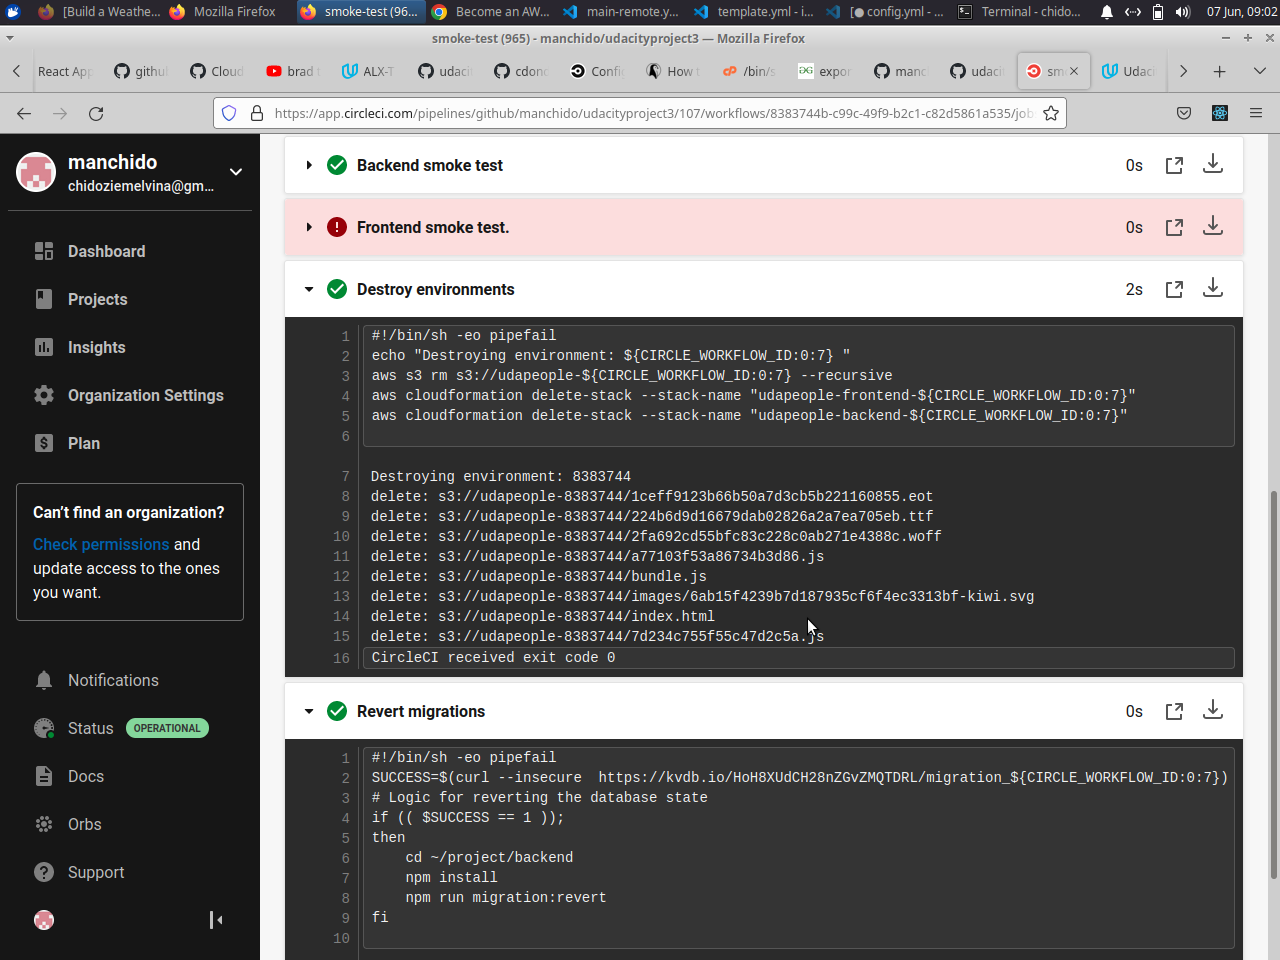 [Build a Weathe...
Mozilla Firefox
smoke-test (96...
Become an AW...
main-remote.y...
template.yml - i...
[● config.yml - ...
Terminal - chido...
07 Jun, 09:02
smoke-test (965) - manchido/udacityproject3 — Mozilla Firefox
React App
githu
Cloud
brad t
ALX-T
udaci
cdond
Confi
How t
/bin/s
expor
manc
udaci
smo
Udaci
https://app.circleci.com/pipelines/github/manchido/udacityproject3/107/workflows/8383744b-c99c-49f9-b2c1-c82d5861a535/job
manchido
chidoziemelvina@gm...
Dashboard
Projects
Insights
Organization Settings
Plan
Can't find an organization?
Check permissions and
update access to the ones
you want.
Notifications
Status OPERATIONAL
Docs
Orbs
Support
Backend smoke test 0s
Frontend smoke test. 0s
Destroy environments 2s
1 #!/bin/sh -eo pipefail
2 echo "Destroying environment: ${CIRCLE_WORKFLOW_ID:0:7} "
3 aws s3 rm s3://udapeople-${CIRCLE_WORKFLOW_ID:0:7} --recursive
4 aws cloudformation delete-stack --stack-name "udapeople-frontend-${CIRCLE_WORKFLOW_ID:0:7}"
5 aws cloudformation delete-stack --stack-name "udapeople-backend-${CIRCLE_WORKFLOW_ID:0:7}"
6
7 Destroying environment: 8383744
8 delete: s3://udapeople-8383744/1ceff9123b66b50a7d3cb5b221160855.eot
9 delete: s3://udapeople-8383744/224b6d9d16679dab02826a2a7ea705eb.ttf
10 delete: s3://udapeople-8383744/2fa692cd55bfc83c228c0ab271e4388c.woff
11 delete: s3://udapeople-8383744/a77103f53a86734b3d86.js
12 delete: s3://udapeople-8383744/bundle.js
13 delete: s3://udapeople-8383744/images/6ab15f4239b7d187935cf6f4ec3313bf-kiwi.svg
14 delete: s3://udapeople-8383744/index.html
15 delete: s3://udapeople-8383744/7d234c755f55c47d2c5a.js
16 CircleCI received exit code 0
Revert migrations 0s
1 #!/bin/sh -eo pipefail
2 SUCCESS=$(curl --insecure  https://kvdb.io/HoH8XUdCH28nZGvZMQTDRL/migration_${CIRCLE_WORKFLOW_ID:0:7})
3 # Logic for reverting the database state
4 if (( $SUCCESS == 1 ));
5 then
6     cd ~/project/backend
7     npm install
8     npm run migration:revert
9 fi
10